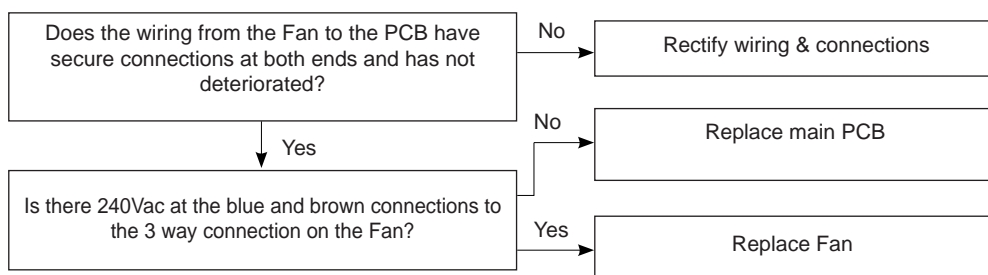 Does the wiring from the Fan to the PCB have
secure connections at both ends and has not
deteriorated?
No
Rectify wiring & connections
Yes
No
Replace main PCB
Is there 240Vac at the blue and brown connections to
the 3 way connection on the Fan?
Yes
Replace Fan